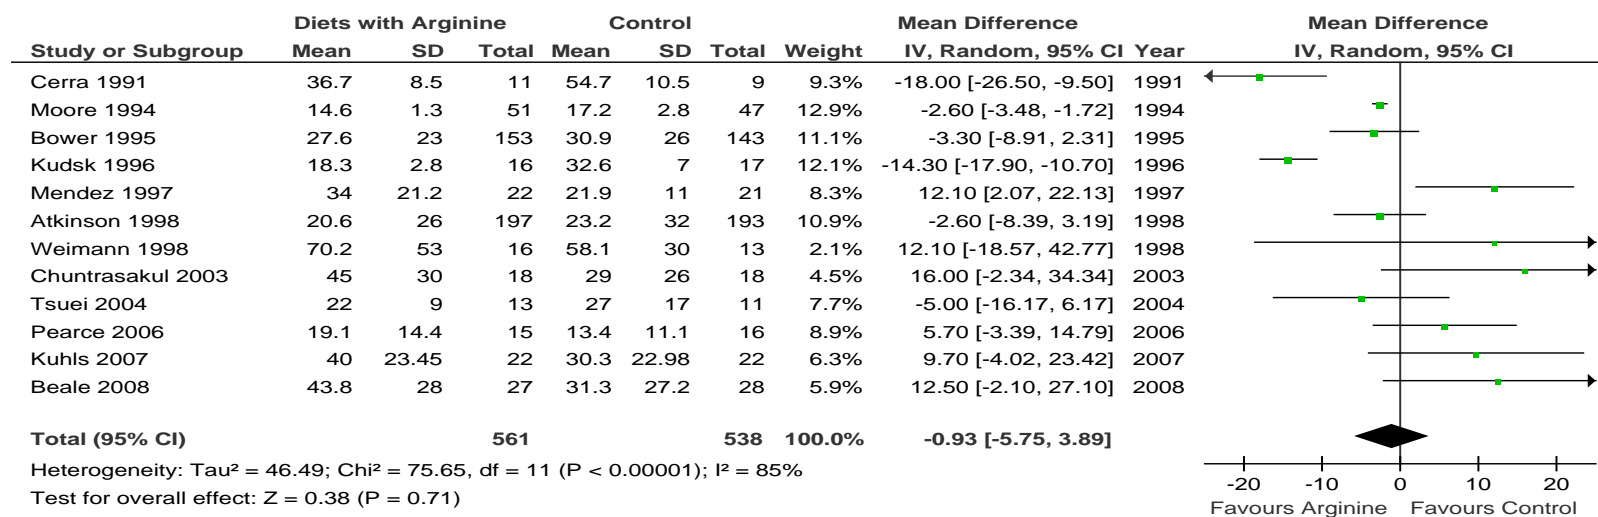 Diets with Arginine Control Mean Difference Mean Difference
Study or Subgroup Mean SD Total Mean SD Total Weight IV, Random, 95% CI Year IV, Random, 95% CI
Cerra 1991 36.7 8.5 11 54.7 10.5 9 9.3% -18.00 [-26.50, -9.50] 1991
Moore 1994 14.6 1.3 51 17.2 2.8 47 12.9% -2.60 [-3.48, -1.72] 1994
Bower 1995 27.6 23 153 30.9 26 143 11.1% -3.30 [-8.91, 2.31] 1995
Kudsk 1996 18.3 2.8 16 32.6 7 17 12.1% -14.30 [-17.90, -10.70] 1996
Mendez 1997 34 21.2 22 21.9 11 21 8.3% 12.10 [2.07, 22.13] 1997
Atkinson 1998 20.6 26 197 23.2 32 193 10.9% -2.60 [-8.39, 3.19] 1998
Weimann 1998 70.2 53 16 58.1 30 13 2.1% 12.10 [-18.57, 42.77] 1998
Chuntrasakul 2003 45 30 18 29 26 18 4.5% 16.00 [-2.34, 34.34] 2003
Tsuei 2004 22 9 13 27 17 11 7.7% -5.00 [-16.17, 6.17] 2004
Pearce 2006 19.1 14.4 15 13.4 11.1 16 8.9% 5.70 [-3.39, 14.79] 2006
Kuhls 2007 40 23.45 22 30.3 22.98 22 6.3% 9.70 [-4.02, 23.42] 2007
Beale 2008 43.8 28 27 31.3 27.2 28 5.9% 12.50 [-2.10, 27.10] 2008
Total (95% CI) 561 538 100.0% -0.93 [-5.75, 3.89]
Heterogeneity: Tau² = 46.49; Chi² = 75.65, df = 11 (P < 0.00001); I² = 85%
Test for overall effect: Z = 0.38 (P = 0.71)
-20 -10 0 10 20
Favours Arginine Favours Control